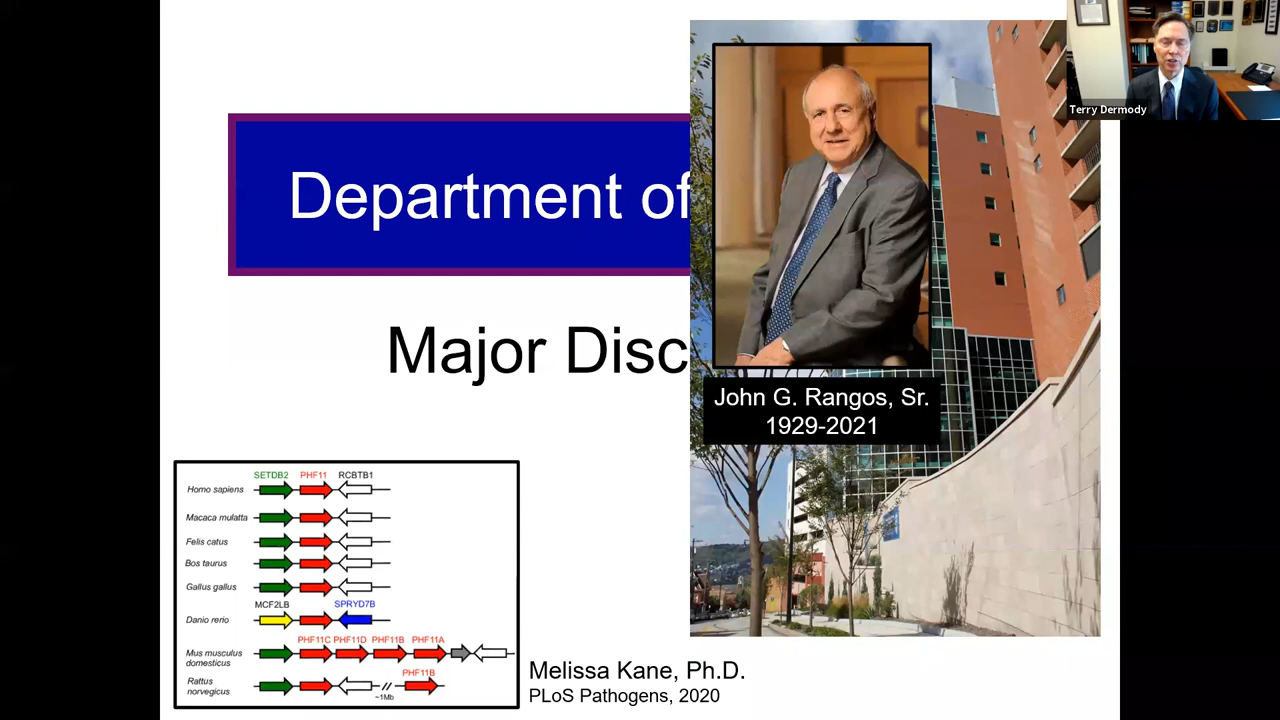 Terry Dermody
Department of
Major Disc
John G. Rangos, Sr.
1929-2021
SETDB2 PHF11 RCBTB1
Homo sapiens
Macaca mulatta
Felis catus
Bos taurus
Gallus gallus
MCF2LB SPRYD7B
Danio rerio
PHF11C PHF11D PHF11B PHF11A
Mus musculus
domesticus
PHF11B
Rattus
norvegicus
~1Mb
Melissa Kane, Ph.D.
PLoS Pathogens, 2020